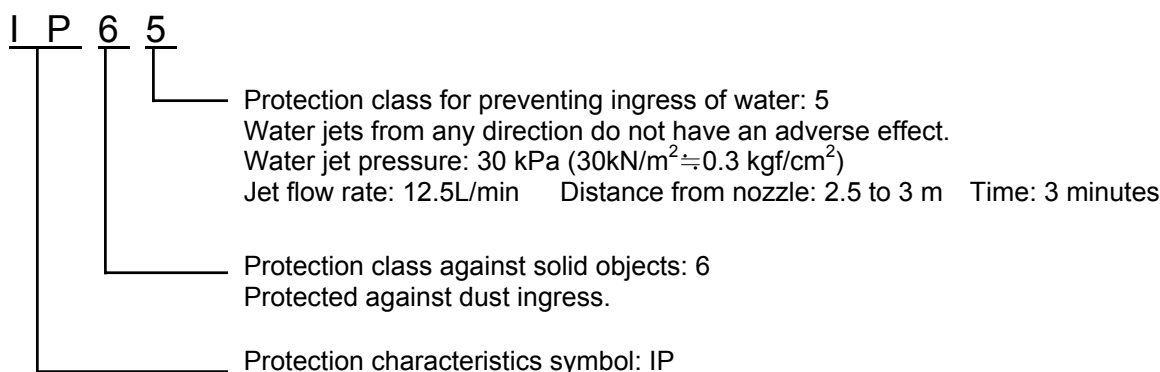 I P 6 5
Protection class for preventing ingress of water: 5
Water jets from any direction do not have an adverse effect.
Water jet pressure: 30 kPa (30kN/m²≒0.3 kgf/cm²)
Jet flow rate: 12.5L/min Distance from nozzle: 2.5 to 3 m Time: 3 minutes
Protection class against solid objects: 6
Protected against dust ingress.
Protection characteristics symbol: IP